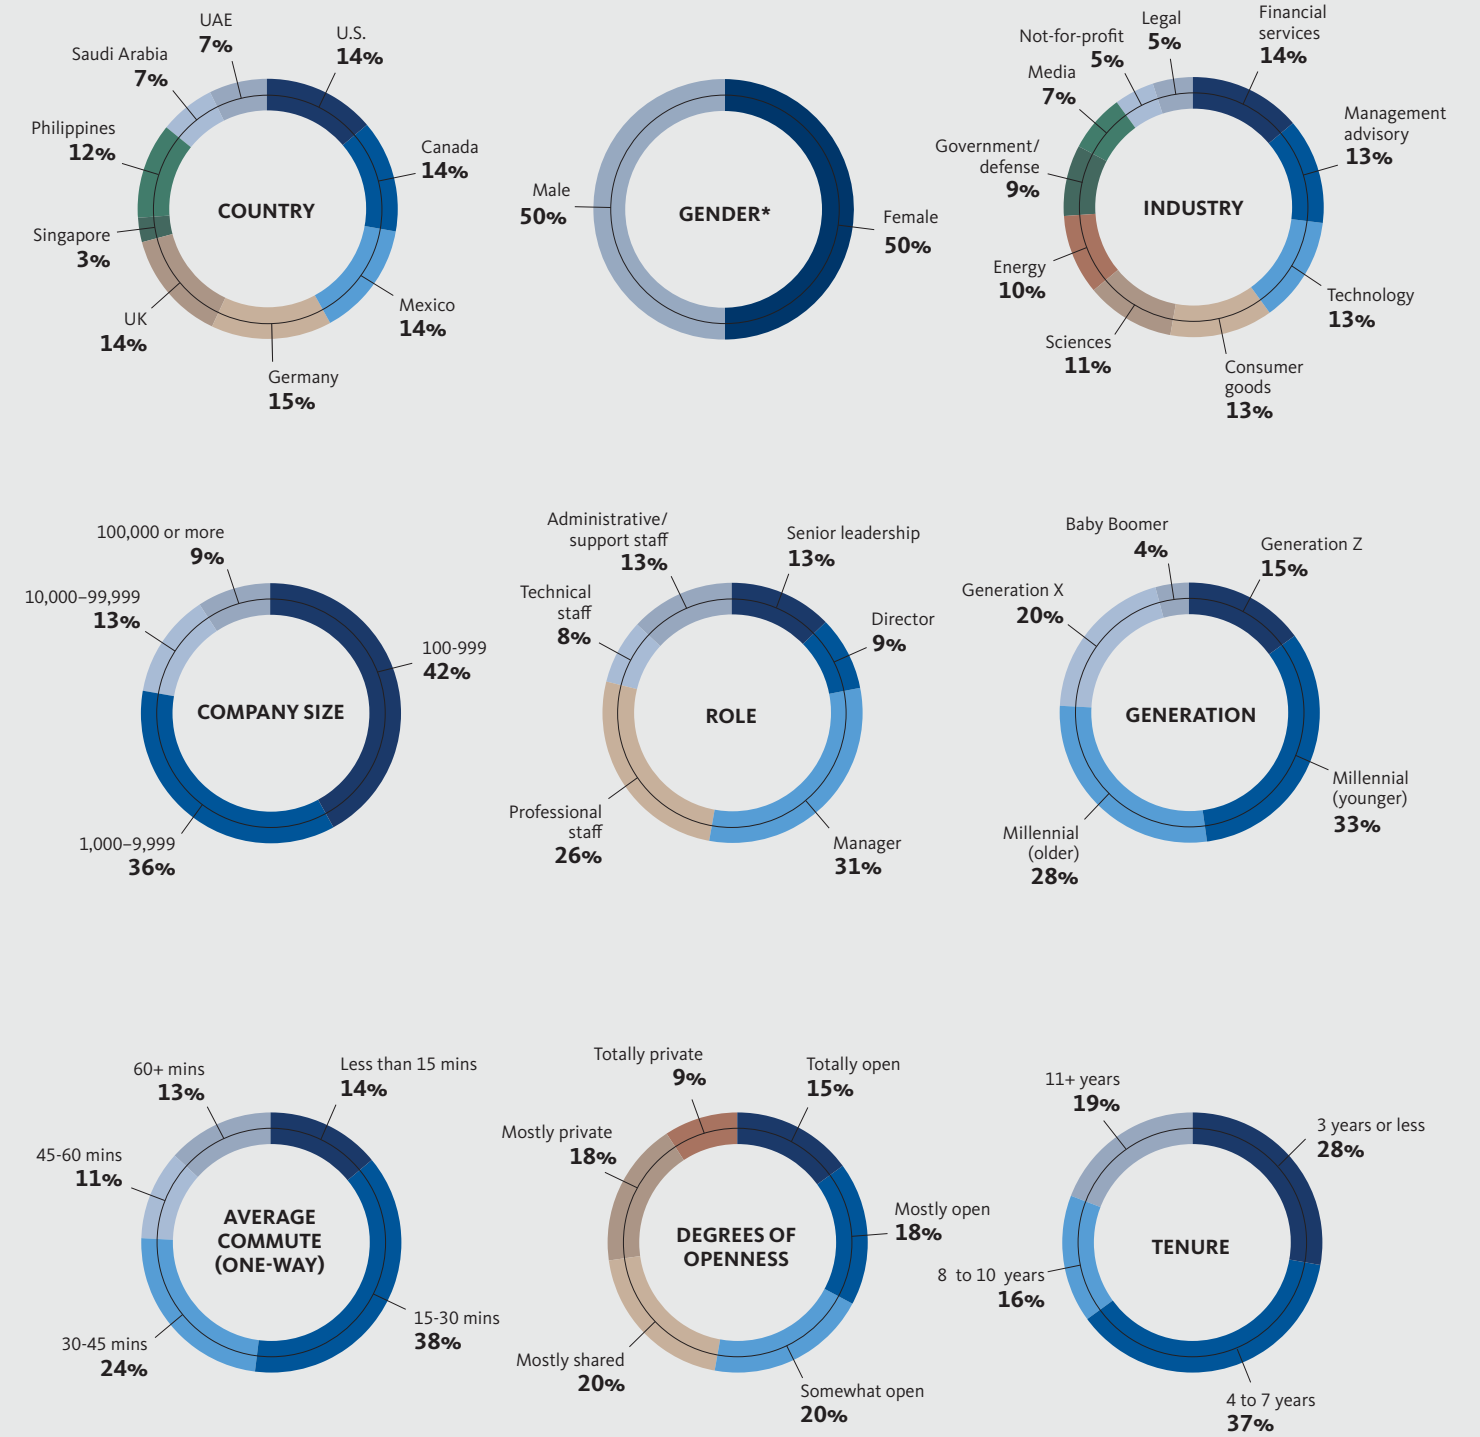 COUNTRY
U.S.
14%
Canada
14%
Mexico
14%
Germany
15%
UK
14%
Singapore
3%
Philippines
12%
Saudi Arabia
7%
UAE
7%
GENDER*
Female
50%
Male
50%
INDUSTRY
Financial
services
14%
Management
advisory
13%
Technology
13%
Consumer
goods
13%
Sciences
11%
Energy
10%
Government/
defense
9%
Media
7%
Not-for-profit
5%
Legal
5%
COMPANY SIZE
100-999
42%
1,000–9,999
36%
10,000–99,999
13%
100,000 or more
9%
ROLE
Senior leadership
13%
Director
9%
Manager
31%
Professional
staff
26%
Technical
staff
8%
Administrative/
support staff
13%
GENERATION
Generation Z
15%
Millennial
(younger)
33%
Millennial
(older)
28%
Generation X
20%
Baby Boomer
4%
AVERAGE
COMMUTE
(ONE-WAY)
Less than 15 mins
14%
15-30 mins
38%
30-45 mins
24%
45-60 mins
11%
60+ mins
13%
DEGREES OF
OPENNESS
Totally open
15%
Mostly open
18%
Somewhat open
20%
Mostly shared
20%
Mostly private
18%
Totally private
9%
TENURE
3 years or less
28%
4 to 7 years
37%
8 to 10 years
16%
11+ years
19%